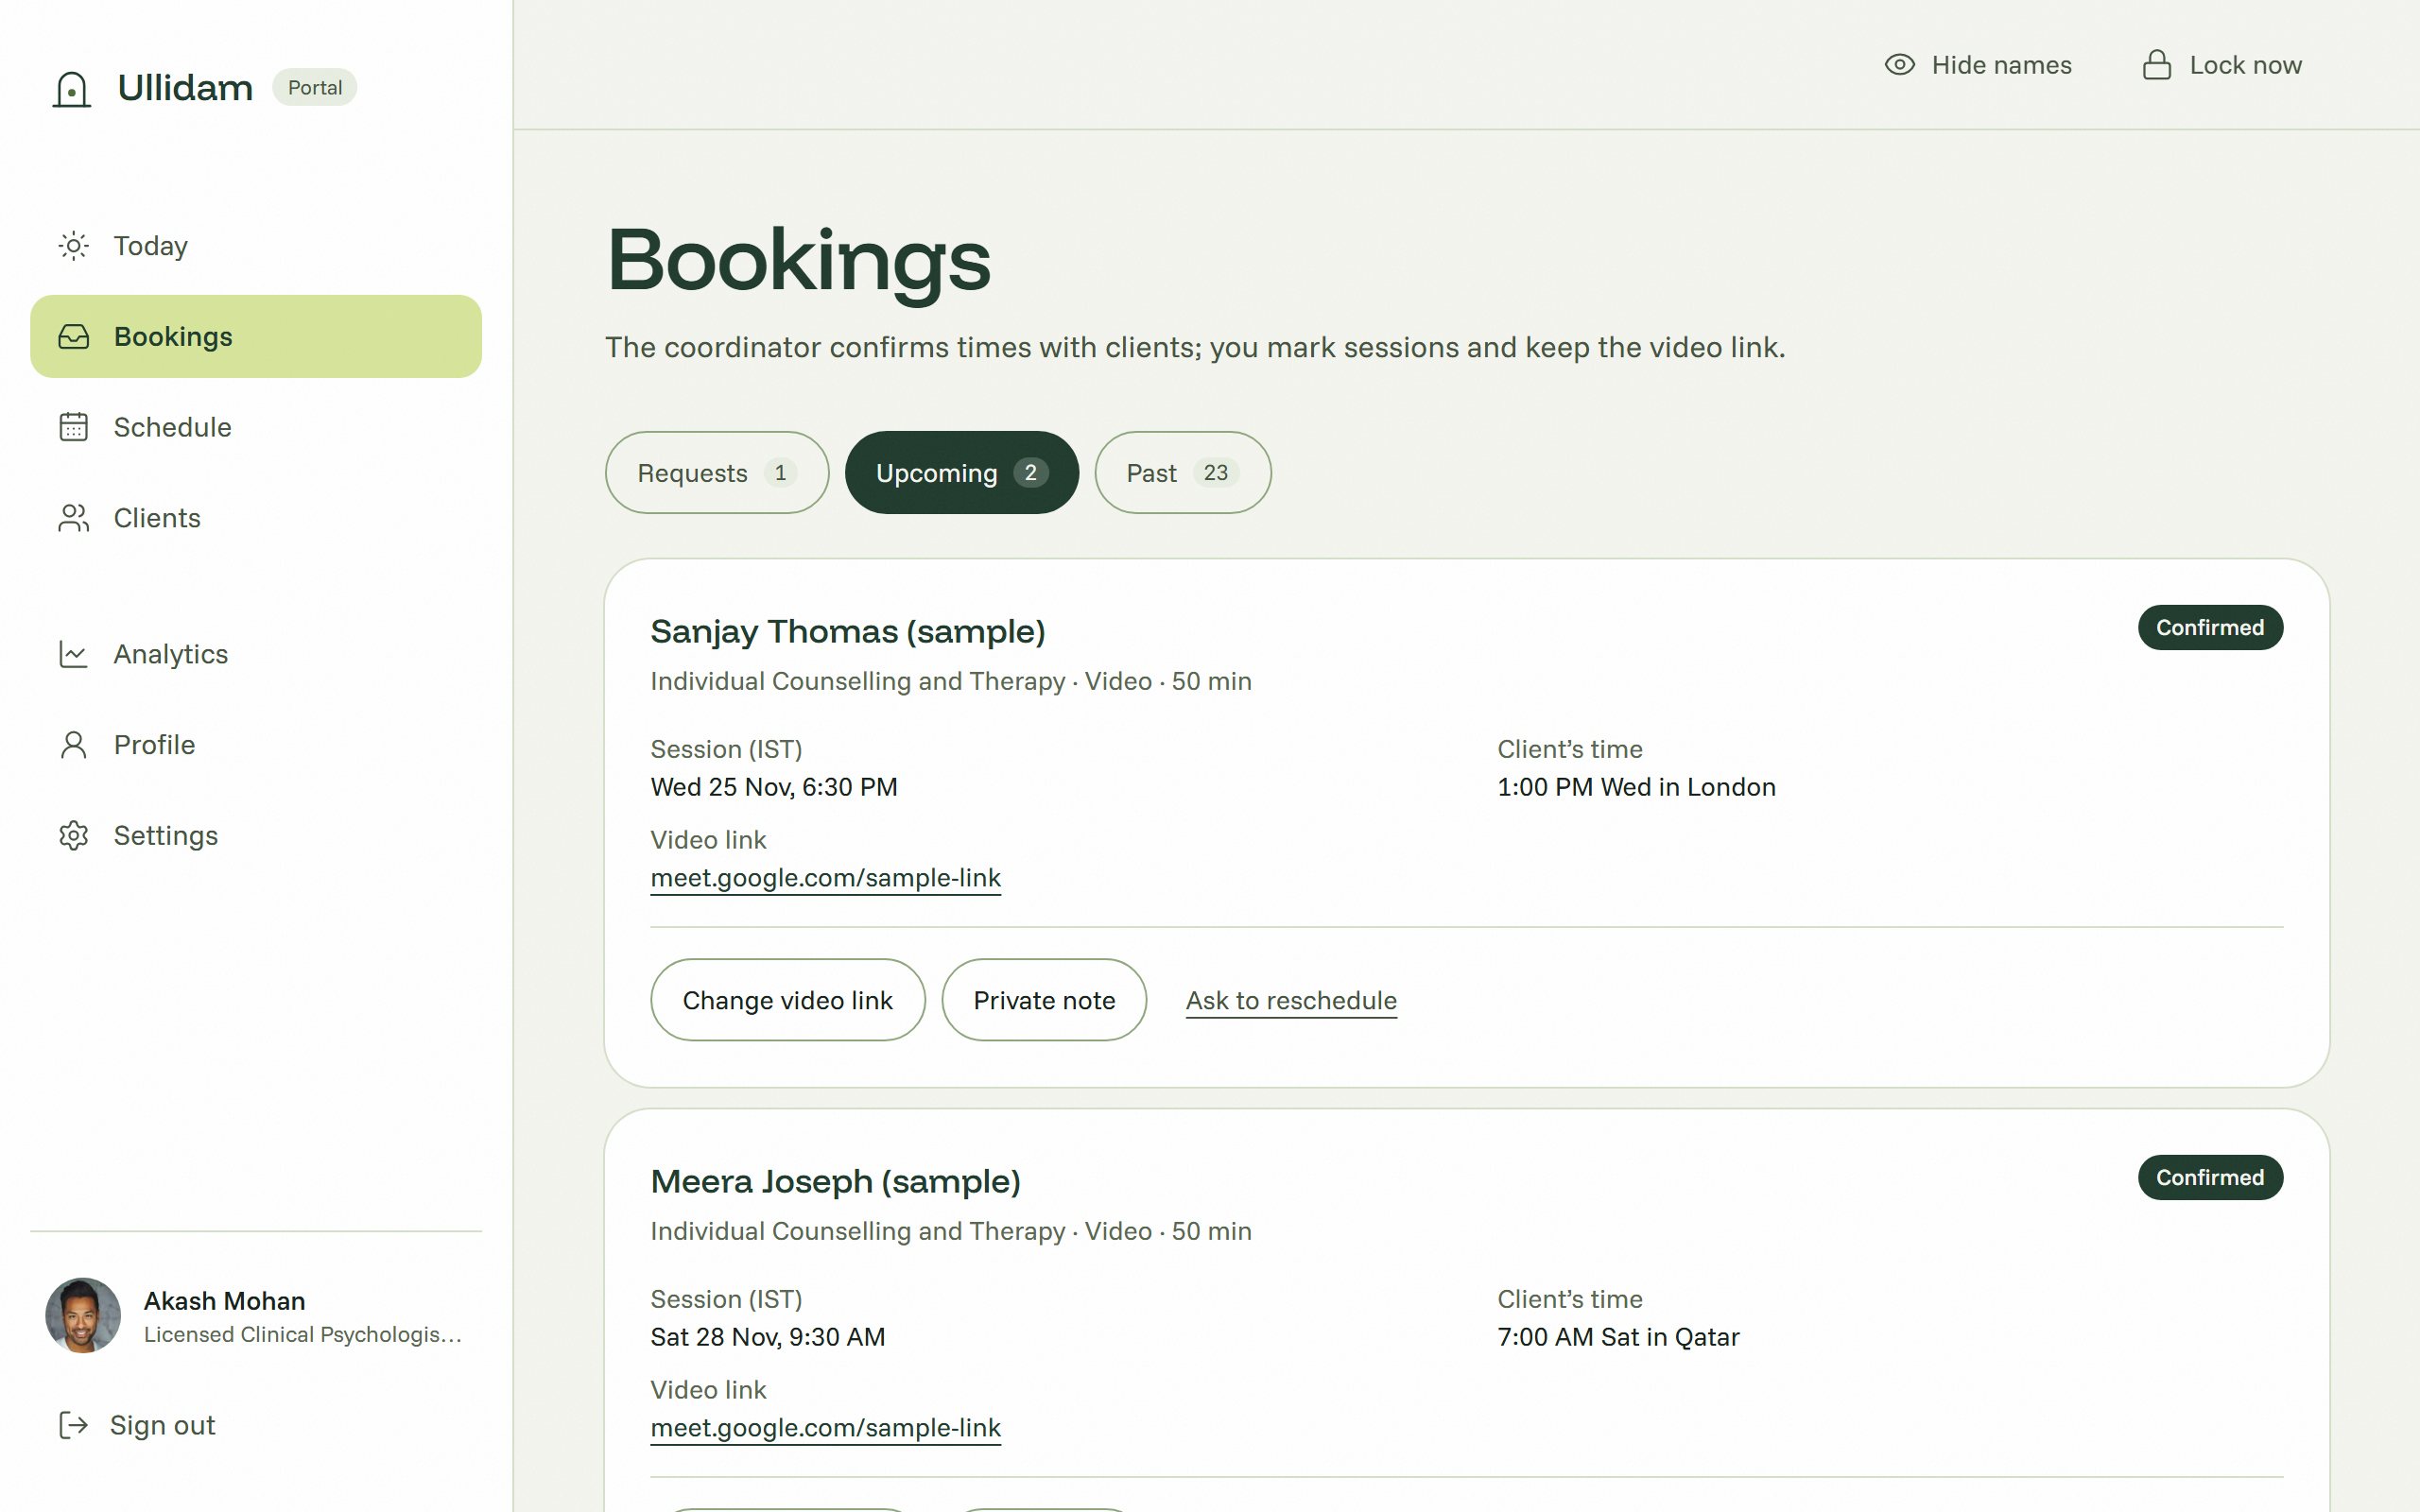 Ullidam Portal
Today
Bookings
Schedule
Clients
Analytics
Profile
Settings
Akash Mohan
Licensed Clinical Psychologis…
Sign out
Hide names Lock now
Bookings
The coordinator confirms times with clients; you mark sessions and keep the video link.
Requests 1 Upcoming 2 Past 23
Sanjay Thomas (sample) Confirmed
Individual Counselling and Therapy · Video · 50 min
Session (IST) Client’s time
Wed 25 Nov, 6:30 PM 1:00 PM Wed in London
Video link
meet.google.com/sample-link
Change video link Private note Ask to reschedule
Meera Joseph (sample) Confirmed
Individual Counselling and Therapy · Video · 50 min
Session (IST) Client’s time
Sat 28 Nov, 9:30 AM 7:00 AM Sat in Qatar
Video link
meet.google.com/sample-link